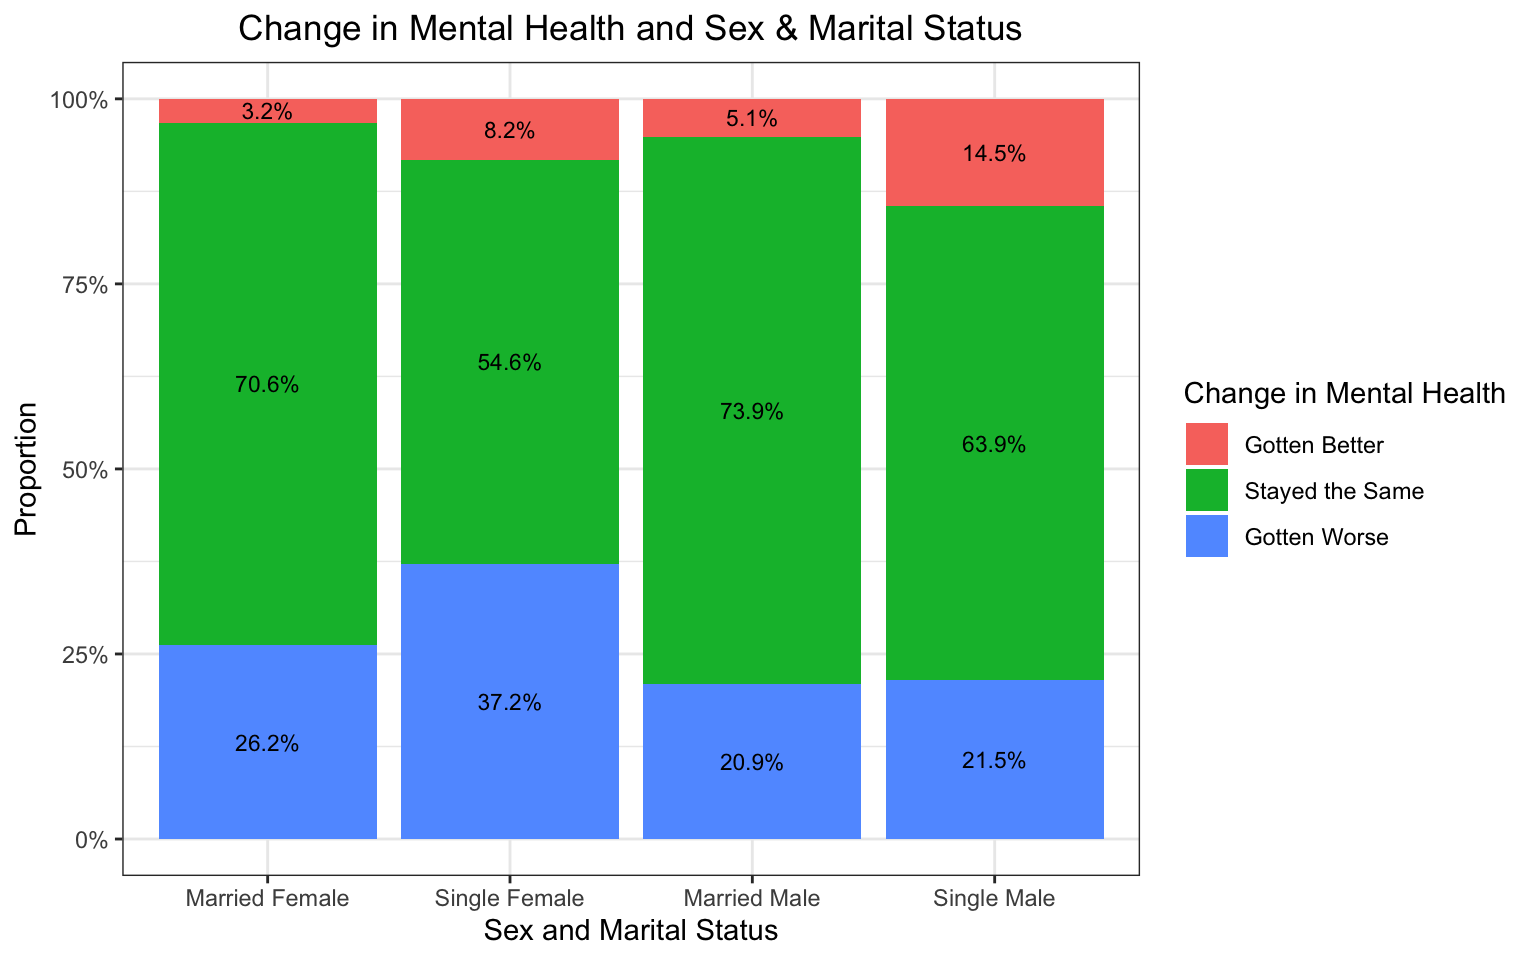 Change in Mental Health and Sex & Marital Status
100%
75%
50%
25%
0%
Proportion
3.2%
8.2%
5.1%
14.5%
70.6%
54.6%
73.9%
63.9%
26.2%
37.2%
20.9%
21.5%
Married Female
Single Female
Married Male
Single Male
Sex and Marital Status
Change in Mental Health
Gotten Better
Stayed the Same
Gotten Worse